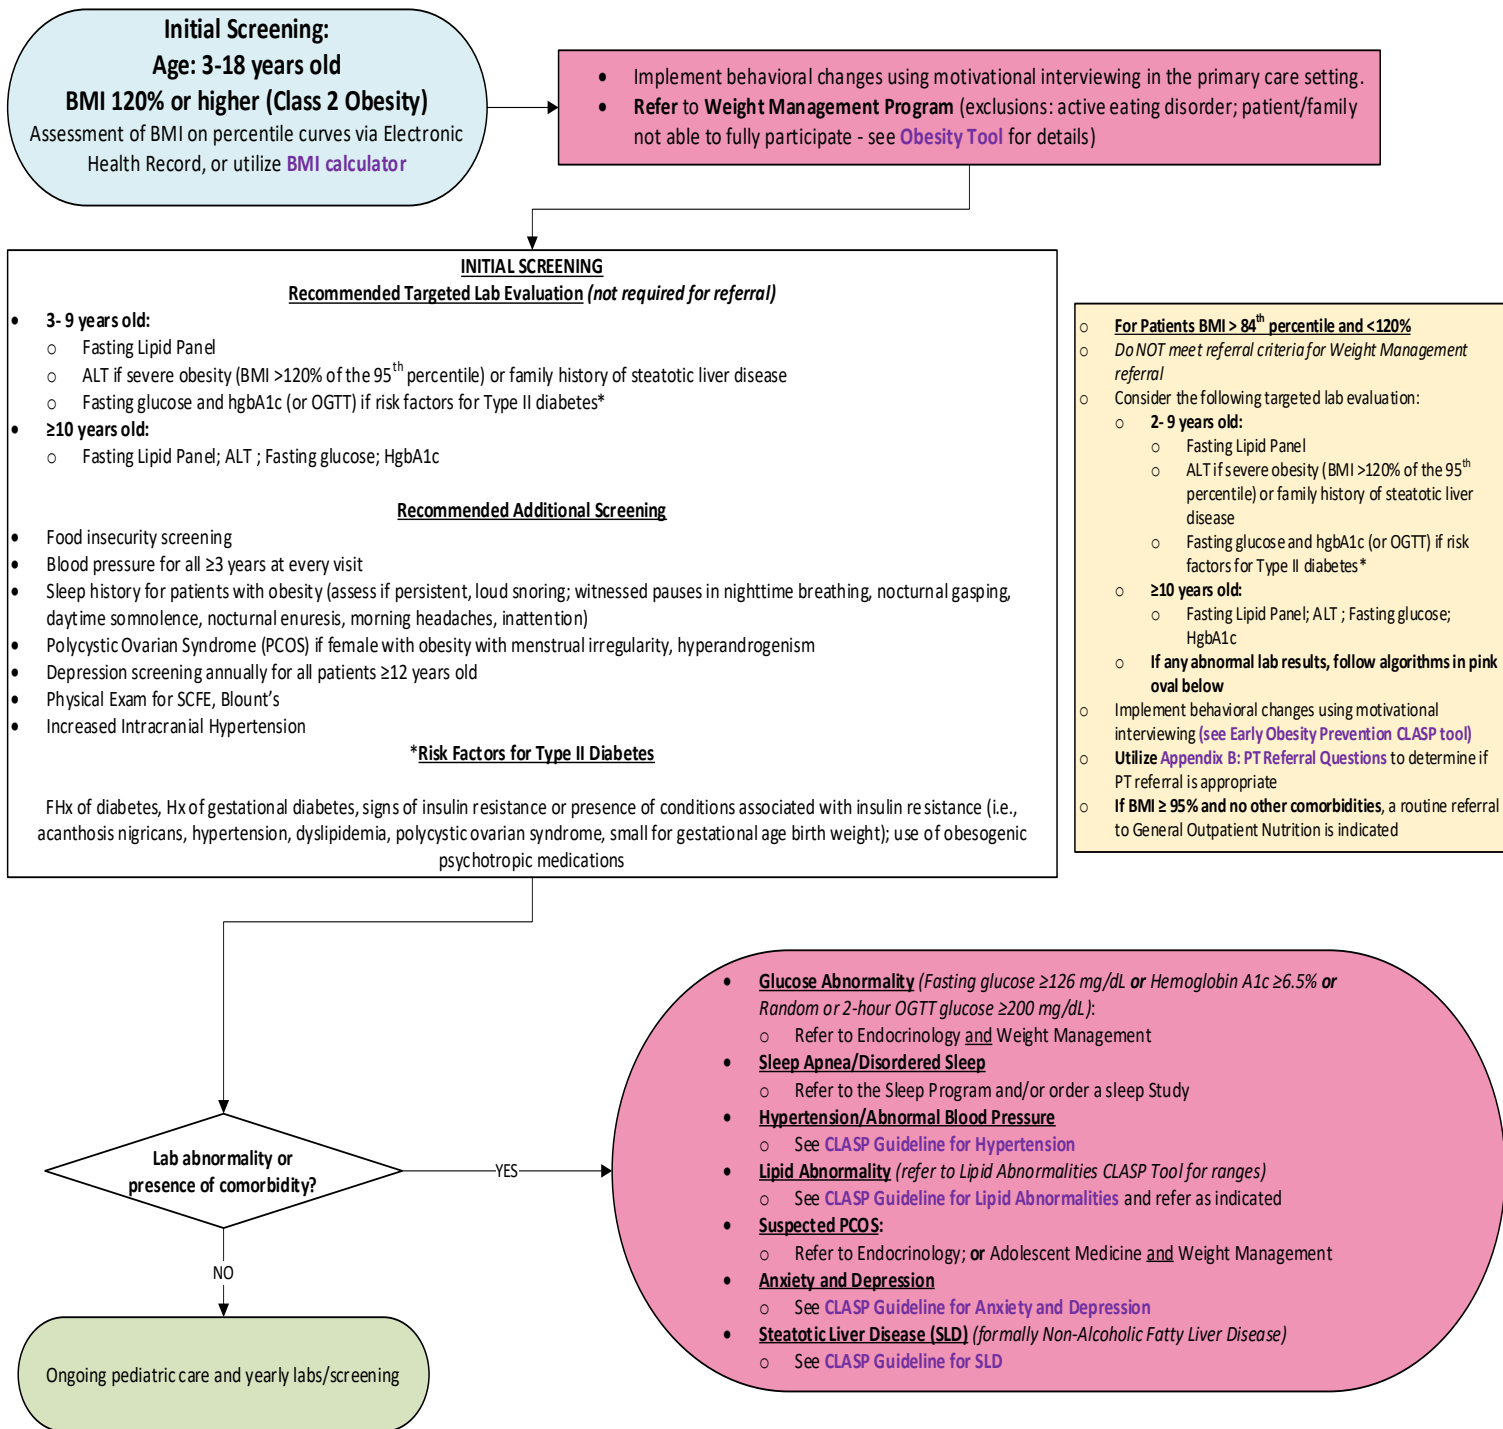 Initial Screening:
Age: 3-18 years old
BMI 120% or higher (Class 2 Obesity)
Assessment of BMI on percentile curves via Electronic
Health Record, or utilize BMI calculator
• Implement behavioral changes using motivational interviewing in the primary care setting.
• Refer to Weight Management Program (exclusions: active eating disorder; patient/family
not able to fully participate - see Obesity Tool for details)
INITIAL SCREENING
Recommended Targeted Lab Evaluation (not required for referral)
• 3- 9 years old:
o Fasting Lipid Panel
o ALT if severe obesity (BMI >120% of the 95th percentile) or family history of steatotic liver disease
o Fasting glucose and hgbA1c (or OGTT) if risk factors for Type II diabetes*
• ≥10 years old:
o Fasting Lipid Panel; ALT ; Fasting glucose; HgbA1c
Recommended Additional Screening
• Food insecurity screening
• Blood pressure for all ≥3 years at every visit
• Sleep history for patients with obesity (assess if persistent, loud snoring; witnessed pauses in nighttime breathing, nocturnal gasping,
daytime somnolence, nocturnal enuresis, morning headaches, inattention)
• Polycystic Ovarian Syndrome (PCOS) if female with obesity with menstrual irregularity, hyperandrogenism
• Depression screening annually for all patients ≥12 years old
• Physical Exam for SCFE, Blount's
• Increased Intracranial Hypertension
*Risk Factors for Type II Diabetes
FHx of diabetes, Hx of gestational diabetes, signs of insulin resistance or presence of conditions associated with insulin resistance (i.e.,
acanthosis nigricans, hypertension, dyslipidemia, polycystic ovarian syndrome, small for gestational age birth weight); use of obesogenic
psychotropic medications
o For Patients BMI > 84th percentile and <120%
o Do NOT meet referral criteria for Weight Management
referral
o Consider the following targeted lab evaluation:
o 2- 9 years old:
o Fasting Lipid Panel
o ALT if severe obesity (BMI >120% of the 95th
percentile) or family history of steatotic liver
disease
o Fasting glucose and hgbA1c (or OGTT) if risk
factors for Type II diabetes*
o ≥10 years old:
o Fasting Lipid Panel; ALT ; Fasting glucose;
HgbA1c
o If any abnormal lab results, follow algorithms in pink
oval below
o Implement behavioral changes using motivational
interviewing (see Early Obesity Prevention CLASP tool)
o Utilize Appendix B: PT Referral Questions to determine if
PT referral is appropriate
o If BMI ≥ 95% and no other comorbidities, a routine referral
to General Outpatient Nutrition is indicated
Lab abnormality or
presence of comorbidity?
YES
NO
Ongoing pediatric care and yearly labs/screening
• Glucose Abnormality (Fasting glucose ≥126 mg/dL or Hemoglobin A1c ≥6.5% or
Random or 2-hour OGTT glucose ≥200 mg/dL):
o Refer to Endocrinology and Weight Management
• Sleep Apnea/Disordered Sleep
o Refer to the Sleep Program and/or order a sleep Study
• Hypertension/Abnormal Blood Pressure
o See CLASP Guideline for Hypertension
• Lipid Abnormality (refer to Lipid Abnormalities CLASP Tool for ranges)
o See CLASP Guideline for Lipid Abnormalities and refer as indicated
• Suspected PCOS:
o Refer to Endocrinology; or Adolescent Medicine and Weight Management
• Anxiety and Depression
o See CLASP Guideline for Anxiety and Depression
• Steatotic Liver Disease (SLD) (formally Non-Alcoholic Fatty Liver Disease)
o See CLASP Guideline for SLD